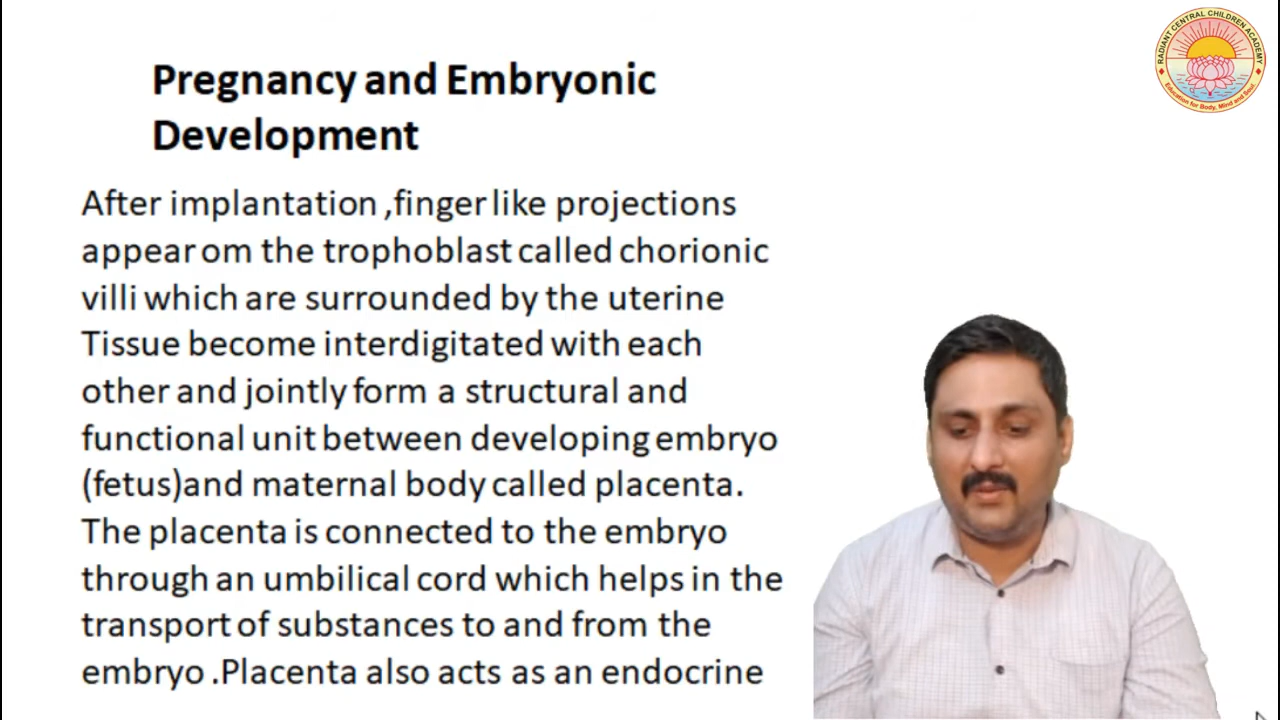 Pregnancy and Embryonic
Development
After implantation ,finger like projections
appear om the trophoblast called chorionic
villi which are surrounded by the uterine
Tissue become interdigitated with each
other and jointly form a structural and
functional unit between developing embryo
(fetus)and maternal body called placenta.
The placenta is connected to the embryo
through an umbilical cord which helps in the
transport of substances to and from the
embryo .Placenta also acts as an endocrine
RADIANT CENTRAL CHILDREN ACADEMY
Education for Body, Mind and Soul